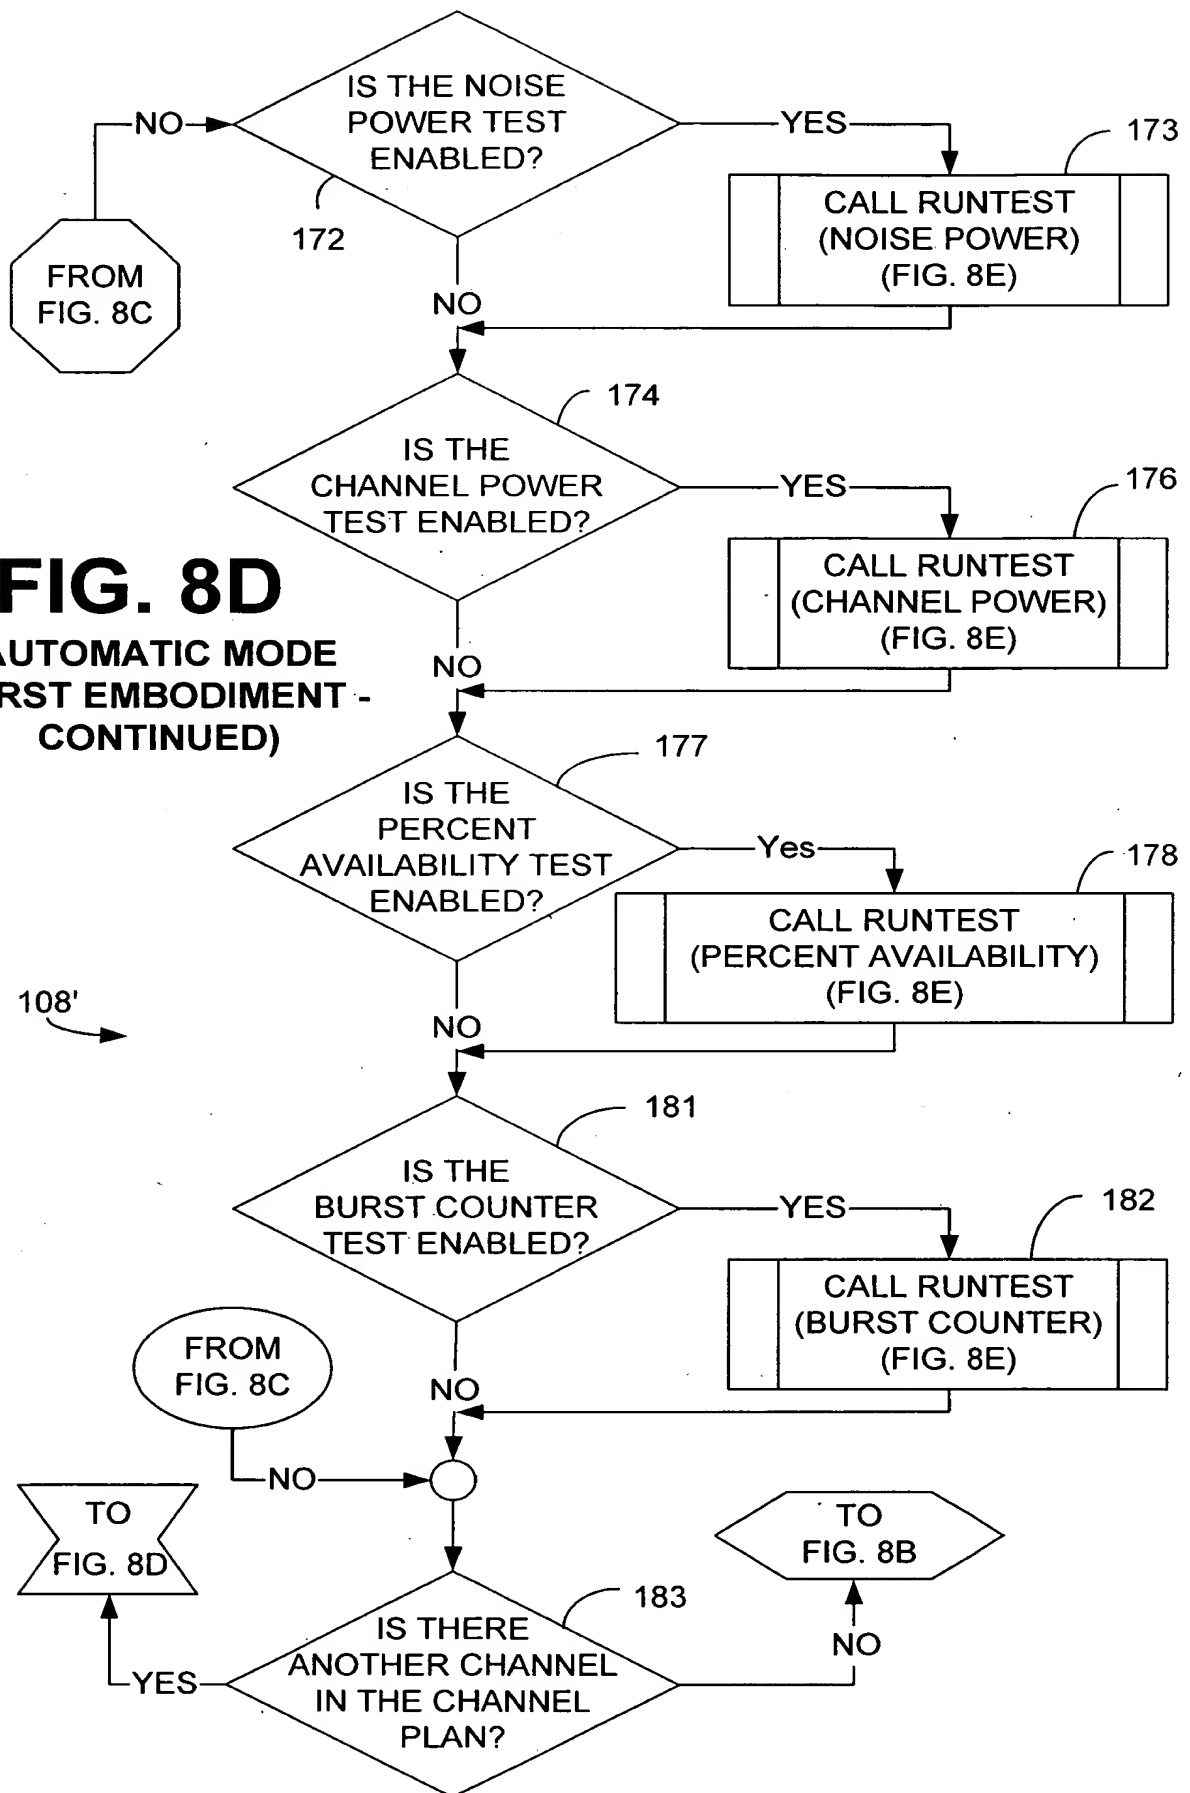 IS THE NOISE
POWER TEST
ENABLED?
NO
YES
173
172
CALL RUNTEST
(NOISE POWER)
(FIG. 8E)
FROM
FIG. 8C
NO
174
IS THE
CHANNEL POWER
TEST ENABLED?
YES
176
CALL RUNTEST
(CHANNEL POWER)
(FIG. 8E)
FIG. 8D
AUTOMATIC MODE
RST EMBODIMENT -
CONTINUED)
NO
177
IS THE
PERCENT
AVAILABILITY TEST
ENABLED?
Yes
178
CALL RUNTEST
(PERCENT AVAILABILITY)
(FIG. 8E)
108'
NO
181
IS THE
BURST COUNTER
TEST ENABLED?
YES
182
CALL RUNTEST
(BURST COUNTER)
(FIG. 8E)
FROM
FIG. 8C
NO
NO
TO
FIG. 8D
TO
FIG. 8B
183
IS THERE
ANOTHER CHANNEL
IN THE CHANNEL
PLAN?
YES
NO